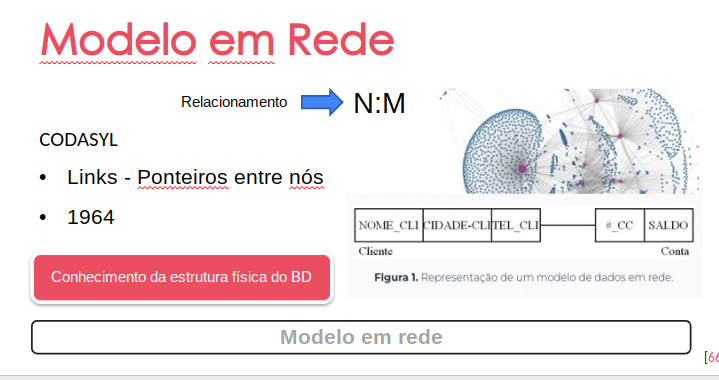 Modelo em Rede
Relacionamento N:M
CODASYL
• Links - Ponteiros entre nós
• 1964
NOME_CLI CIDADE-CLI TEL_CLI #_CC SALDO
Cliente Conta
Figura 1. Representação de um modelo de dados em rede.
Conhecimento da estrutura física do BD
Modelo em rede